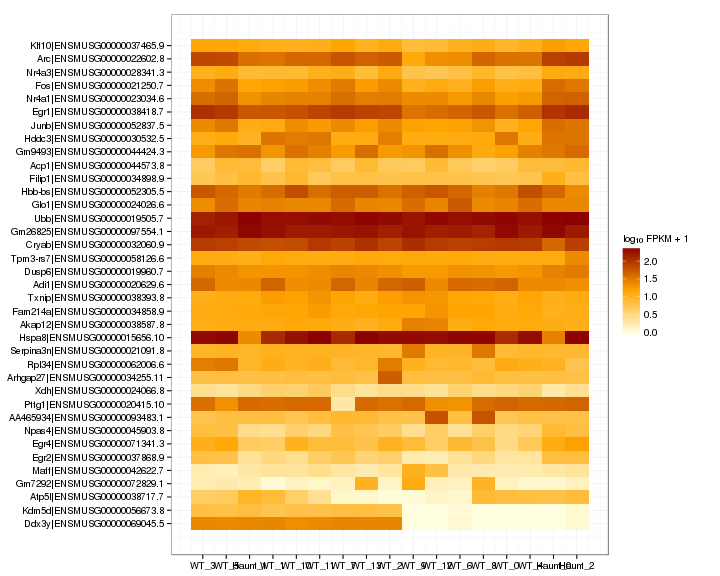 Klf10|ENSMUSG00000037465.9
Arc|ENSMUSG00000022602.8
Nr4a3|ENSMUSG00000028341.3
Fos|ENSMUSG00000021250.7
Nr4a1|ENSMUSG00000023034.6
Egr1|ENSMUSG00000038418.7
Junb|ENSMUSG00000052837.5
Hddc3|ENSMUSG00000030532.5
Gm9493|ENSMUSG00000044424.3
Acp1|ENSMUSG00000044573.8
Filip1|ENSMUSG00000034898.9
Hbb-bs|ENSMUSG00000052305.5
Glo1|ENSMUSG00000024026.6
Ubb|ENSMUSG00000019505.7
Gm26825|ENSMUSG00000097554.1
Cryab|ENSMUSG00000032060.9
Tpm3-rs7|ENSMUSG00000058126.6
Dusp6|ENSMUSG00000019960.7
Adi1|ENSMUSG00000020629.6
Txnip|ENSMUSG00000038393.8
Fam214a|ENSMUSG00000034858.9
Akap12|ENSMUSG00000038587.8
Hspa8|ENSMUSG00000015656.10
Serpina3n|ENSMUSG00000021091.8
Rpl34|ENSMUSG00000062006.6
Arhgap27|ENSMUSG00000034255.11
Xdh|ENSMUSG00000024066.8
Pttg1|ENSMUSG00000020415.10
AA465934|ENSMUSG00000093483.1
Npas4|ENSMUSG00000045903.8
Egr4|ENSMUSG00000071341.3
Egr2|ENSMUSG00000037868.9
Maff|ENSMUSG00000042622.7
Gm7292|ENSMUSG00000072829.1
Atp5l|ENSMUSG00000038717.7
Kdm5d|ENSMUSG00000056673.8
Ddx3y|ENSMUSG00000069045.5
log10 FPKM + 1
2.0
1.5
1.0
0.5
0.0
WT_3 Haunt_2